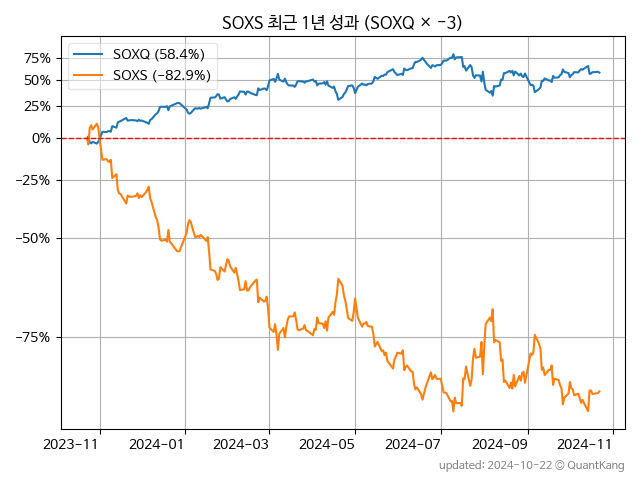 SOXS 최근 1년 성과 (SOXQ × −3)
SOXQ (58.4%)
SOXS (−82.9%)
75%
50%
25%
0%
−25%
−50%
−75%
2023−11 2024−01 2024−03 2024−05 2024−07 2024−09 2024−11
updated: 2024-10-22 © QuantKang